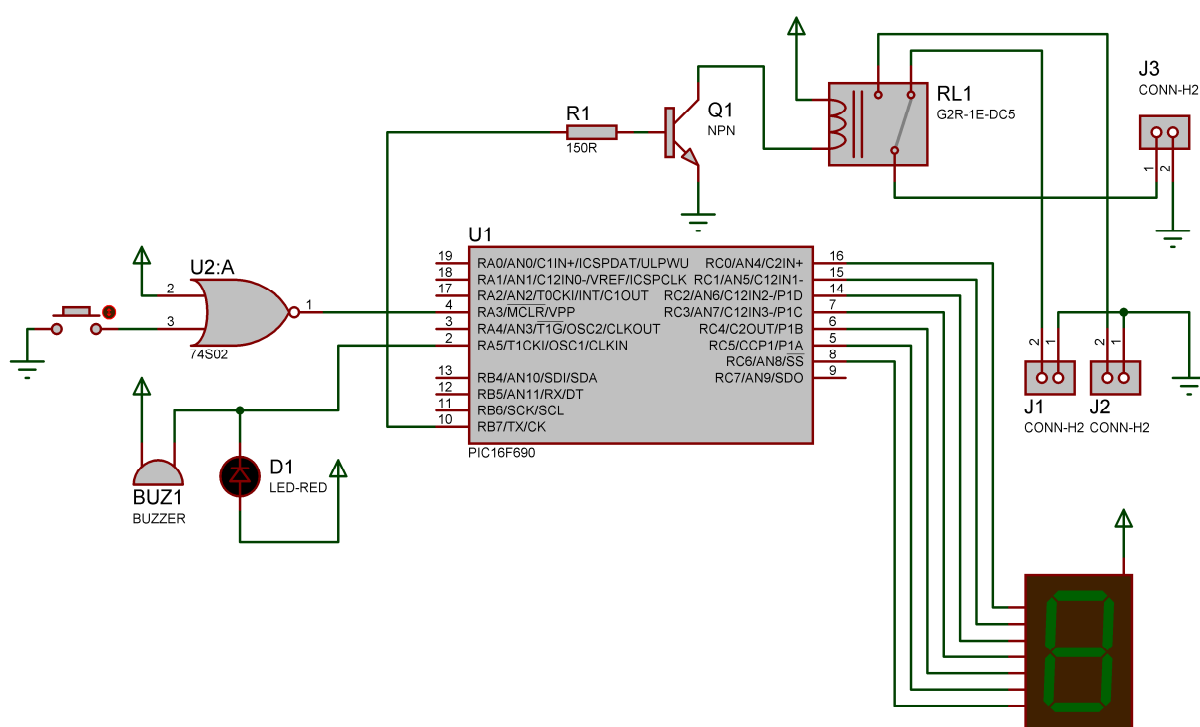 J3
CONN-H2
1
2
RL1
G2R-1E-DC5
R1
150R
Q1
NPN
U1
U2:A
2
3
1
74S02
19 RA0/AN0/C1IN+/ICSPDAT/ULPWU RC0/AN4/C2IN+ 16
18 RA1/AN1/C12IN0-/VREF/ICSPCLK RC1/AN5/C12IN1- 15
17 RA2/AN2/T0CKI/INT/C1OUT RC2/AN6/C12IN2-/P1D 14
4 RA3/MCLR/VPP RC3/AN7/C12IN3-/P1C 7
3 RA4/AN3/T1G/OSC2/CLKOUT RC4/C2OUT/P1B 6
2 RA5/T1CKI/OSC1/CLKIN RC5/CCP1/P1A 5
RC6/AN8/SS 8
13 RB4/AN10/SDI/SDA RC7/AN9/SDO 9
12 RB5/AN11/RX/DT
11 RB6/SCK/SCL
10 RB7/TX/CK
PIC16F690
2
1
2
1
J1
J2
CONN-H2
CONN-H2
D1
LED-RED
BUZ1
BUZZER